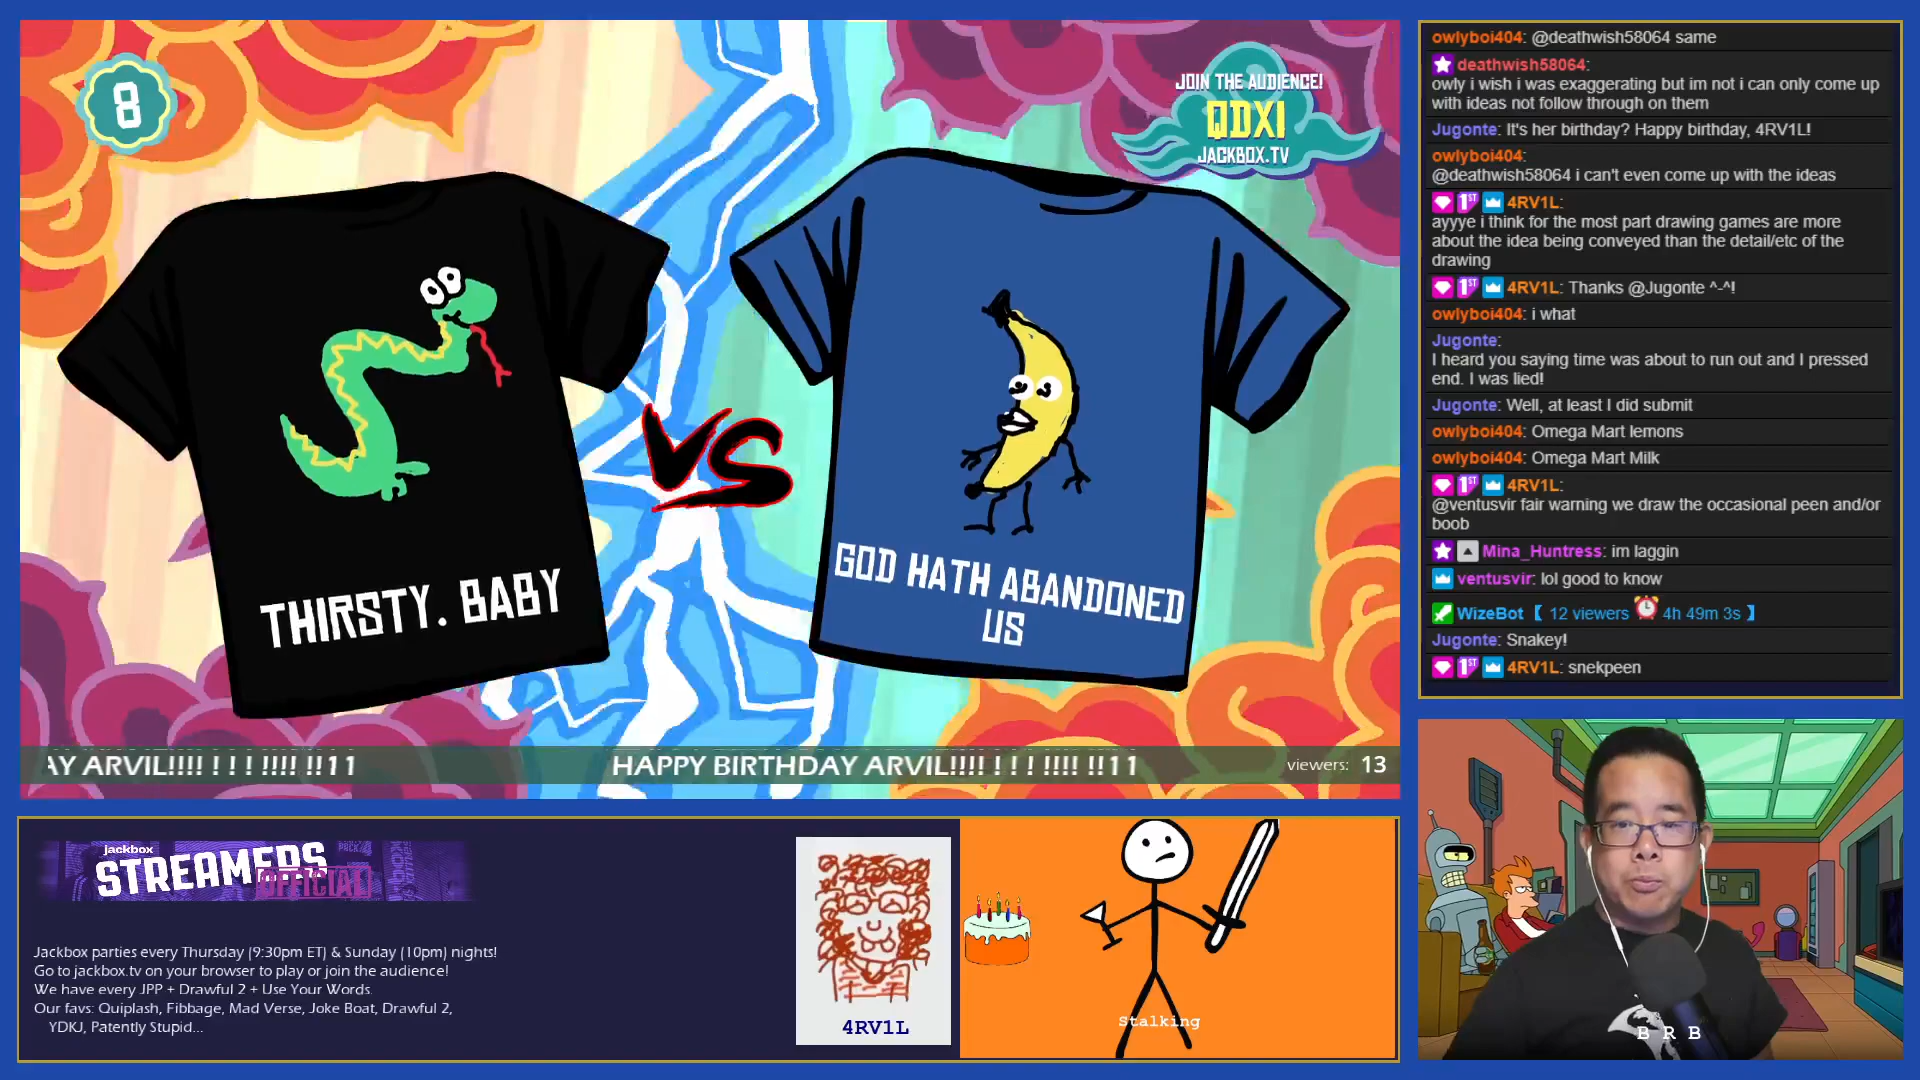 8
JOIN THE AUDIENCE!
QDXI
JACKBOX.TV
THIRSTY. BABY
VS
GOD HATH ABANDONED
US
AY ARVIL!!!! ! ! ! !!!! !!11
HAPPY BIRTHDAY ARVIL!!!! ! ! ! !!!! !!11
viewers: 13
owlyboi404: @deathwish58064 same
deathwish58064:
owly i wish i was exaggerating but im not i can only come up
with ideas not follow through on them
Jugonte: It's her birthday? Happy birthday, 4RV1L!
owlyboi404:
@deathwish58064 i can't even come up with the ideas
1ST 4RV1L:
ayyye i think for the most part drawing games are more
about the idea being conveyed than the detail/etc of the
drawing
1ST 4RV1L: Thanks @Jugonte ^-^!
owlyboi404: i what
Jugonte:
I heard you saying time was about to run out and I pressed
end. I was lied!
Jugonte: Well, at least I did submit
owlyboi404: Omega Mart lemons
owlyboi404: Omega Mart Milk
1ST 4RV1L:
@ventusvir fair warning we draw the occasional peen and/or
boob
Mina_Huntress: im laggin
ventusvir: lol good to know
WizeBot【 12 viewers 4h 49m 3s 】
Jugonte: Snakey!
1ST 4RV1L: snekpeen
jackbox
STREAMERS
OFFICIAL
Jackbox parties every Thursday (9:30pm ET) & Sunday (10pm) nights!
Go to jackbox.tv on your browser to play or join the audience!
We have every JPP + Drawful 2 + Use Your Words.
Our favs: Quiplash, Fibbage, Mad Verse, Joke Boat, Drawful 2,
YDKJ, Patently Stupid...
4RV1L
Stalking
B R B